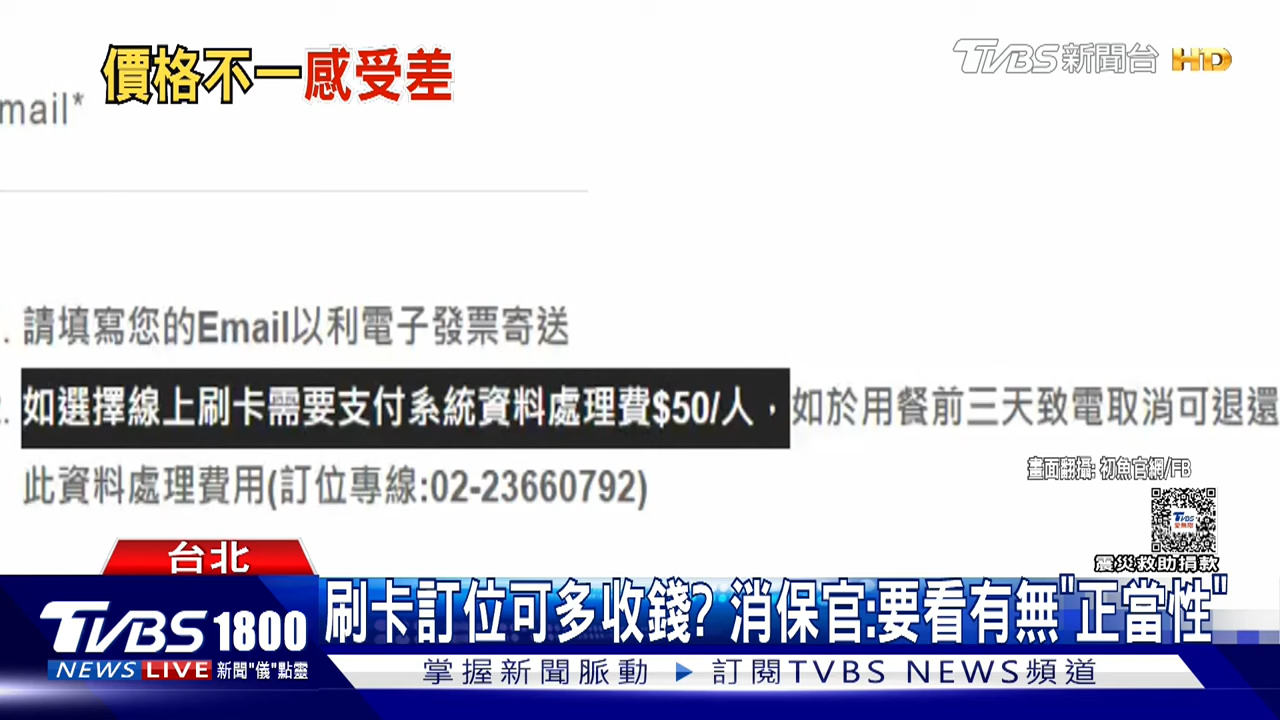 價格不一感受差
TVBS新聞台 HD
mail*
. 請填寫您的Email以利電子發票寄送
. 如選擇線上刷卡需要支付系統資料處理費$50/人，如於用餐前三天致電取消可退還
此資料處理費用(訂位專線:02-23660792)
畫面翻攝: 初魚官網/FB
TVBS
震災救助捐款
台北
刷卡訂位可多收錢? 消保官:要看有無"正當性"
TVBS 1800
NEWS LIVE 新聞"儀"點靈
掌握新聞脈動 ▶ 訂閱TVBS NEWS頻道